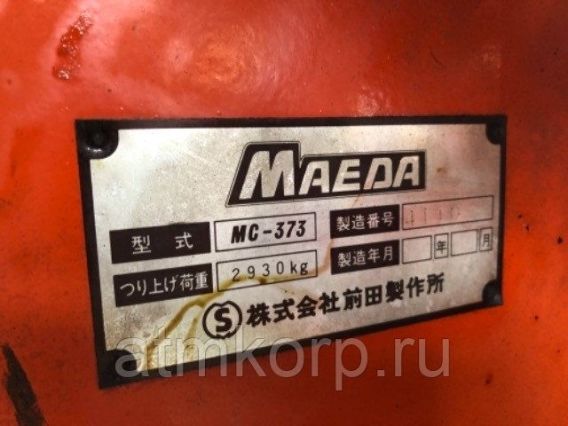 MAEDA
型式 MC-373 製造番号
つり上げ荷重 2930kg 製造年月 年 月
Ⓢ株式会社前田製作所
atmkorp.ru